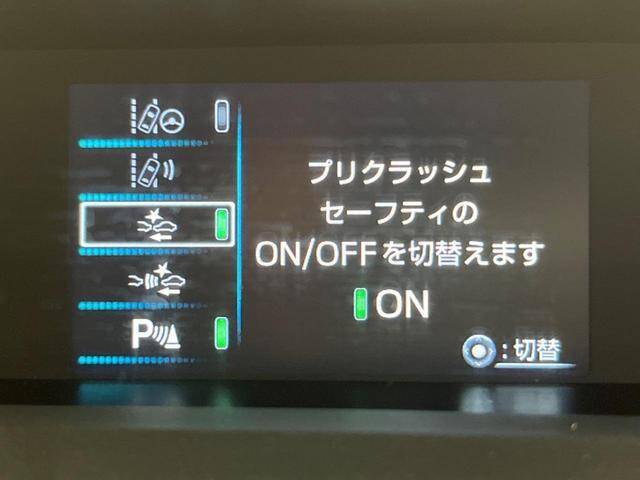 プリクラッシュ
セーフティの
ON/OFFを切替えます
ON
P
:切替